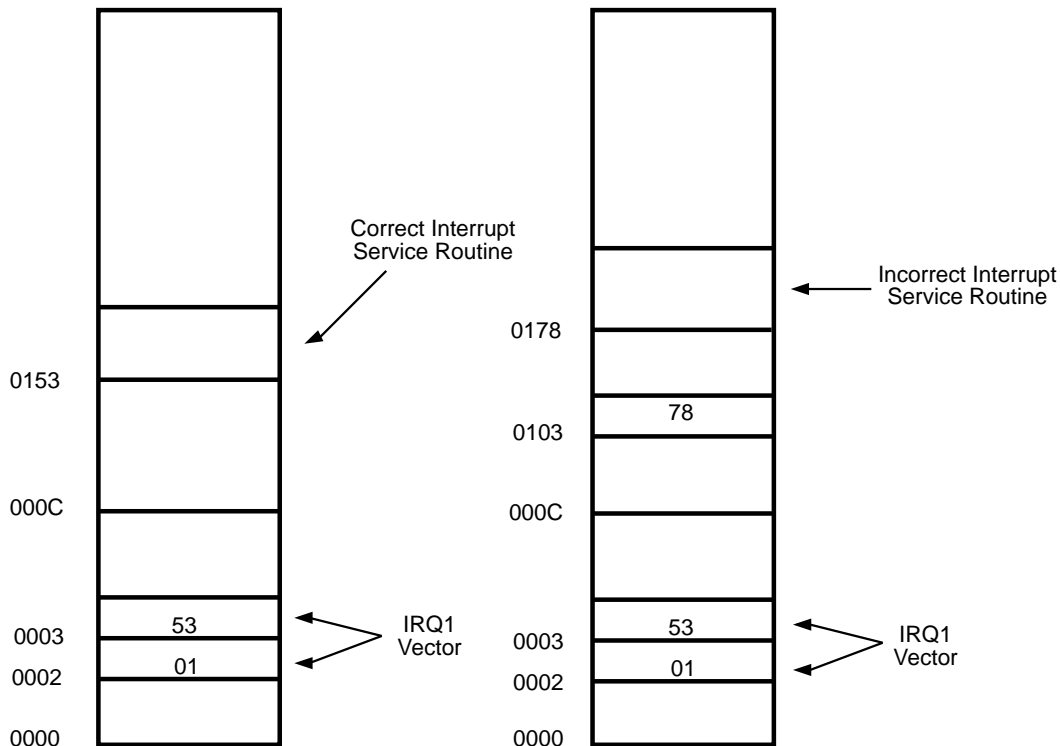 Correct Interrupt
Service Routine
0153
000C
53
0003
01
0002
0000
IRQ1
Vector
Incorrect Interrupt
Service Routine
0178
78
0103
000C
53
0003
01
0002
0000
IRQ1
Vector